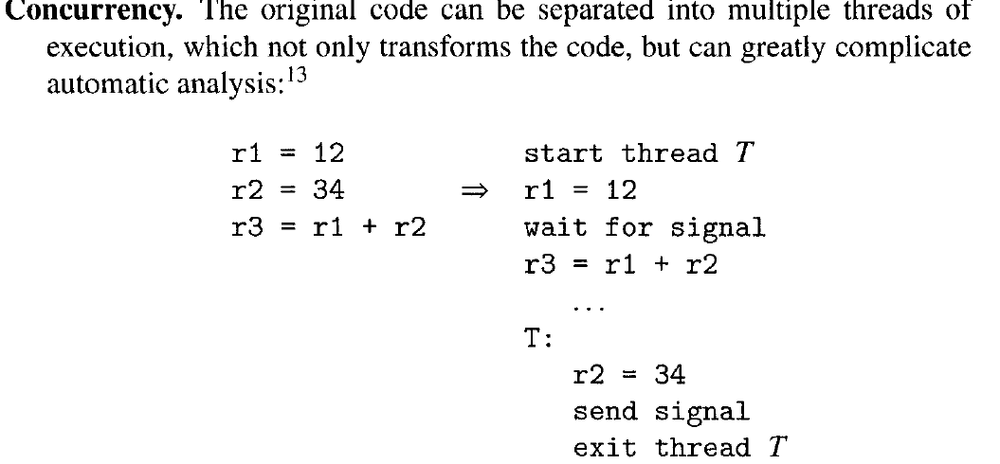 Concurrency. The original code can be separated into multiple threads of
execution, which not only transforms the code, but can greatly complicate
automatic analysis:13
r1 = 12
r2 = 34
r3 = r1 + r2
⇒
start thread T
r1 = 12
wait for signal
r3 = r1 + r2
...
T:
r2 = 34
send signal
exit thread T